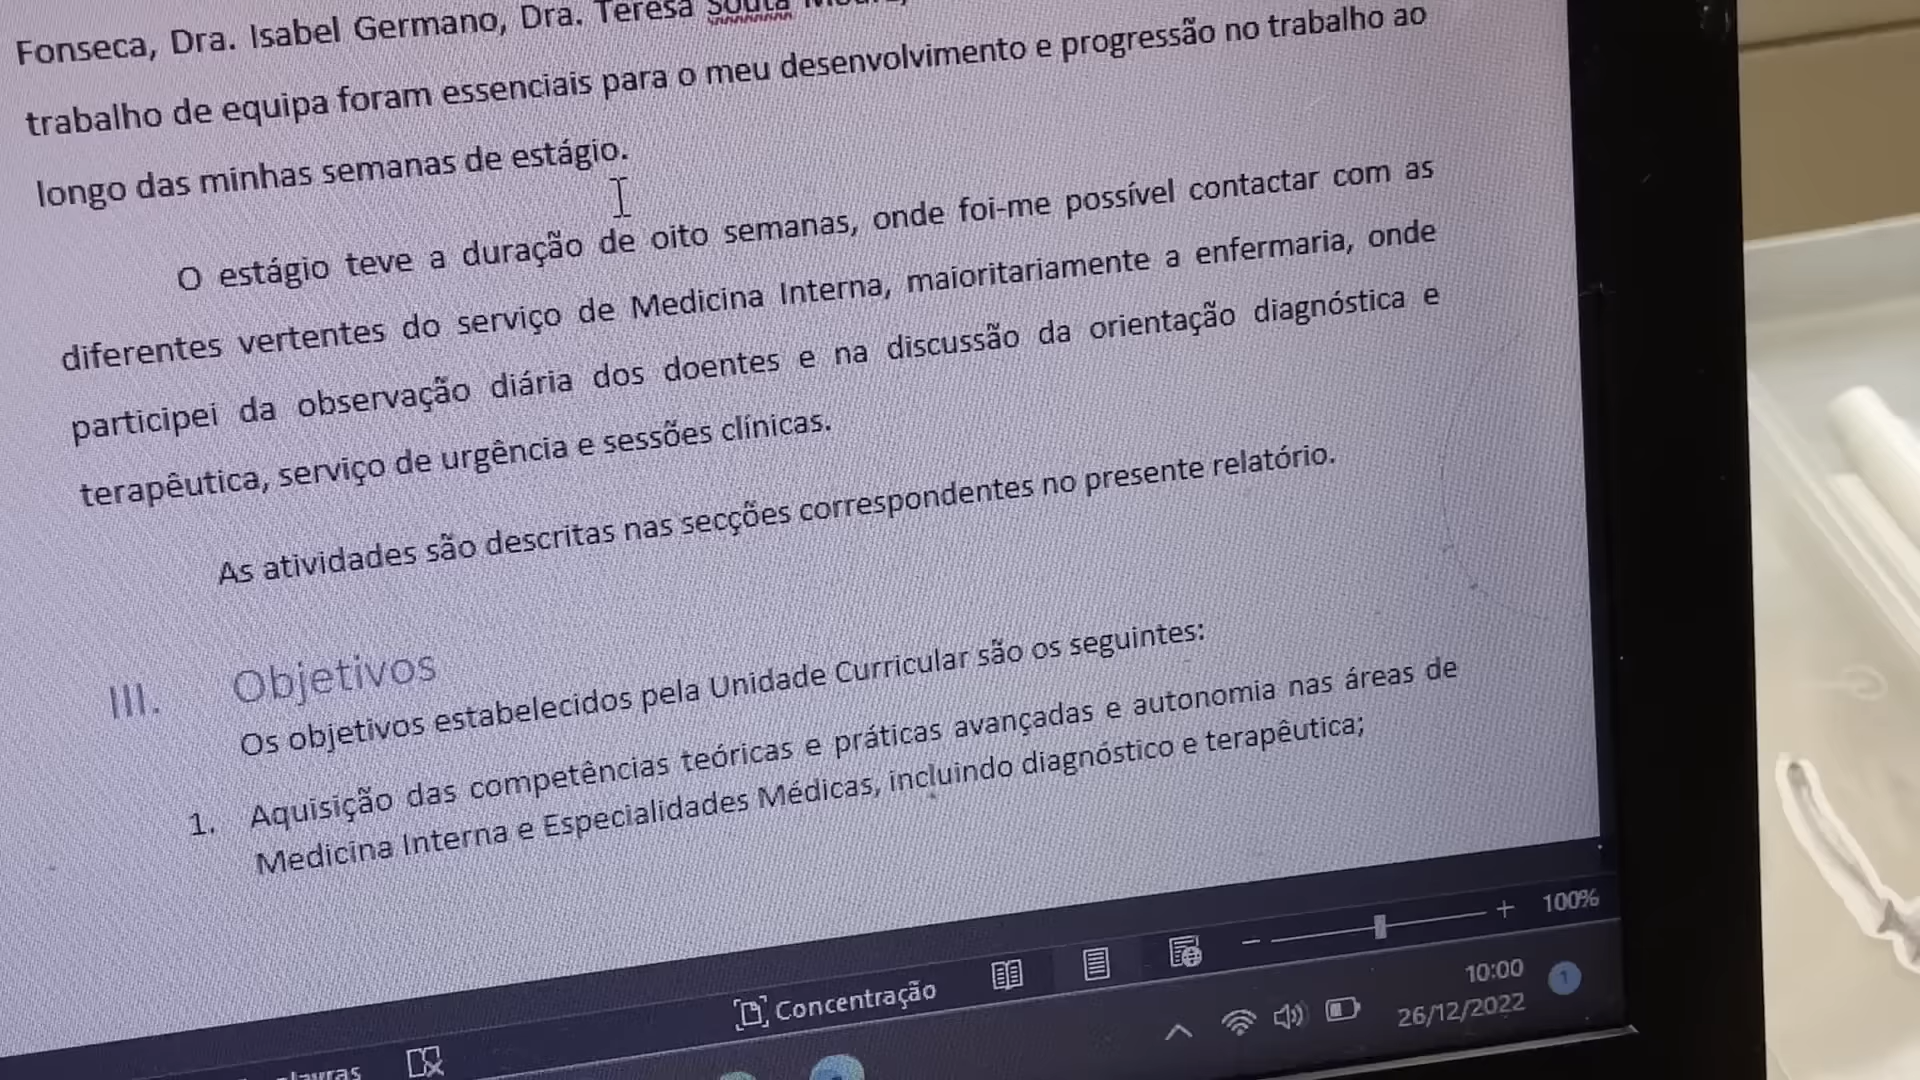 Fonseca, Dra. Isabel Germano, Dra. Teresa Souta
trabalho de equipa foram essenciais para o meu desenvolvimento e progressão no trabalho ao
longo das minhas semanas de estágio.
O estágio teve a duração de oito semanas, onde foi-me possível contactar com as
diferentes vertentes do serviço de Medicina Interna, maioritariamente a enfermaria, onde
participei da observação diária dos doentes e na discussão da orientação diagnóstica e
terapêutica, serviço de urgência e sessões clínicas.
As atividades são descritas nas secções correspondentes no presente relatório.
III. Objetivos
Os objetivos estabelecidos pela Unidade Curricular são os seguintes:
1. Aquisição das competências teóricas e práticas avançadas e autonomia nas áreas de
Medicina Interna e Especialidades Médicas, incluindo diagnóstico e terapêutica;
Concentração
100%
10:00
26/12/2022
1